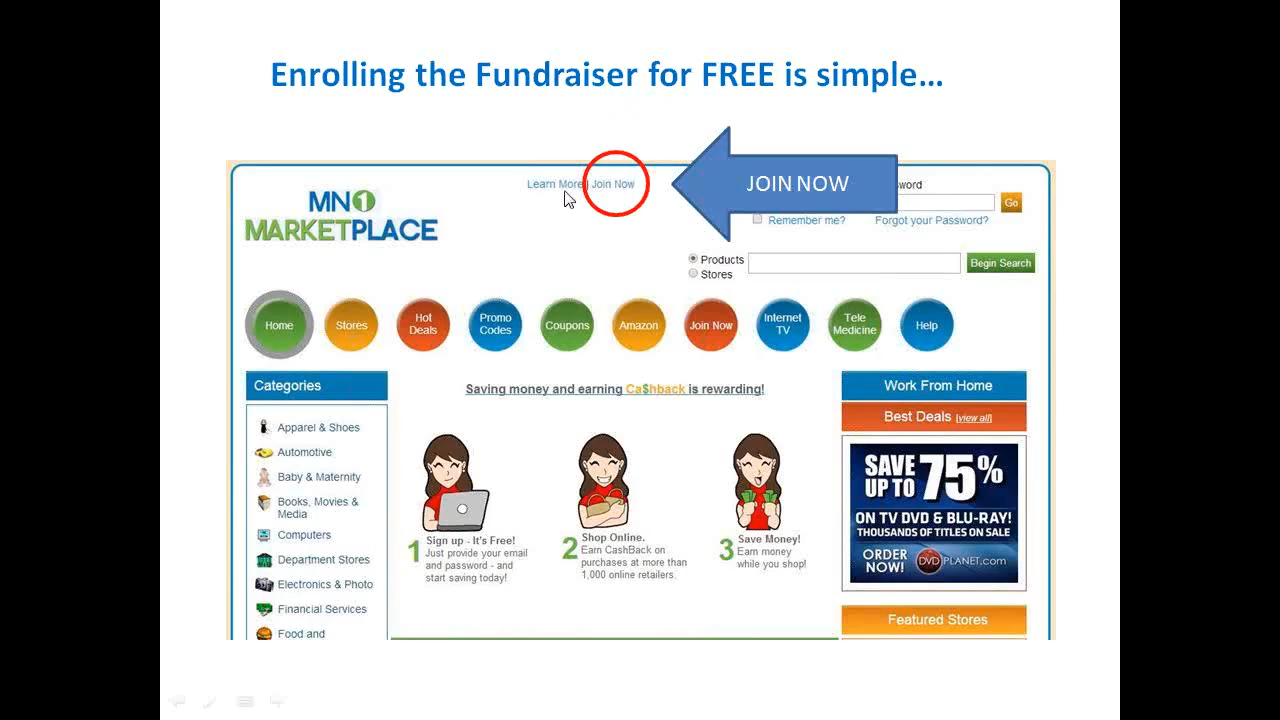 Enrolling the Fundraiser for FREE is simple...
Learn More | Join Now
JOIN NOW
sword
Go
Remember me?
Forgot your Password?
MN1
MARKETPLACE
Products
Stores
Begin Search
Home
Stores
Hot
Deals
Promo
Codes
Coupons
Amazon
Join Now
Internet
TV
Tele
Medicine
Help
Categories
Apparel & Shoes
Automotive
Baby & Maternity
Books, Movies &
Media
Computers
Department Stores
Electronics & Photo
Financial Services
Food and
Saving money and earning Ca$hback is rewarding!
1
Sign up - It's Free!
Just provide your email
and password - and
start saving today!
2
Shop Online.
Earn CashBack on
purchases at more than
1,000 online retailers.
3
Save Money!
Earn money
while you shop!
Work From Home
Best Deals [view all]
SAVE
UP TO 75%
ON TV DVD & BLU-RAY!
THOUSANDS OF TITLES ON SALE
ORDER
NOW!
DVDPLANET.com
Featured Stores